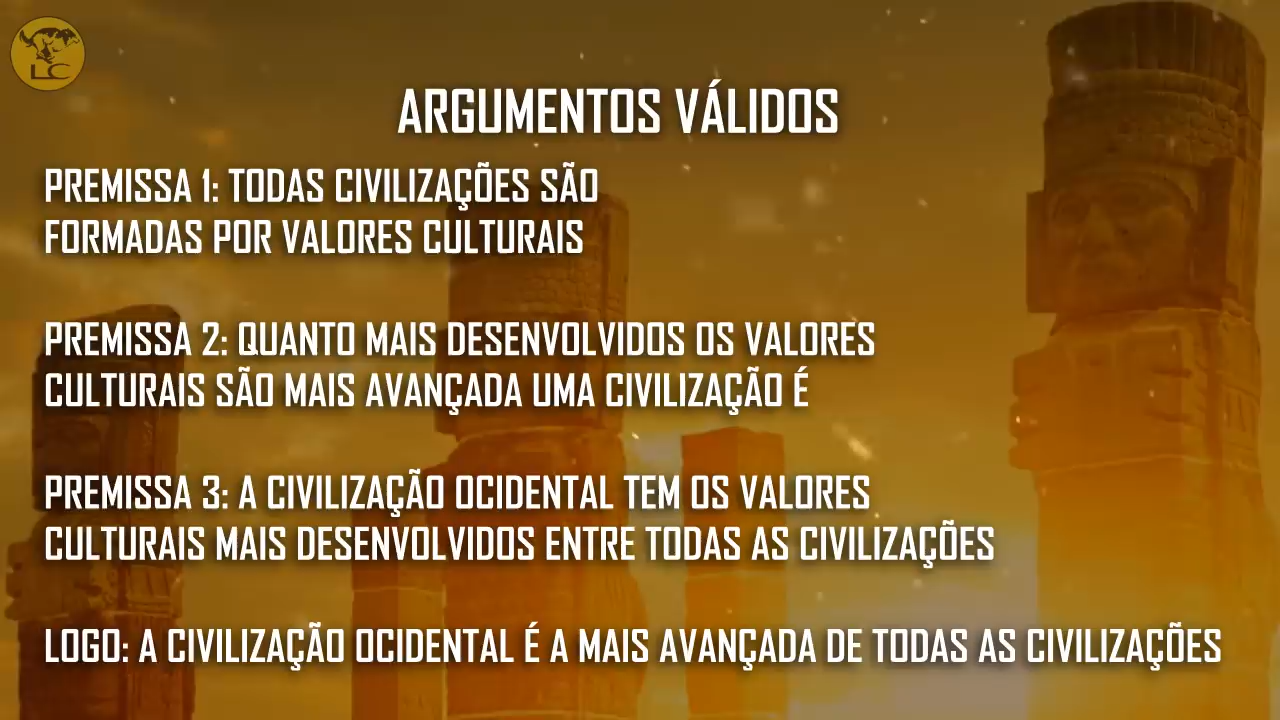 LC
ARGUMENTOS VÁLIDOS
PREMISSA 1: TODAS CIVILIZAÇÕES SÃO
FORMADAS POR VALORES CULTURAIS
PREMISSA 2: QUANTO MAIS DESENVOLVIDOS OS VALORES
CULTURAIS SÃO MAIS AVANÇADA UMA CIVILIZAÇÃO É
PREMISSA 3: A CIVILIZAÇÃO OCIDENTAL TEM OS VALORES
CULTURAIS MAIS DESENVOLVIDOS ENTRE TODAS AS CIVILIZAÇÕES
LOGO: A CIVILIZAÇÃO OCIDENTAL É A MAIS AVANÇADA DE TODAS AS CIVILIZAÇÕES